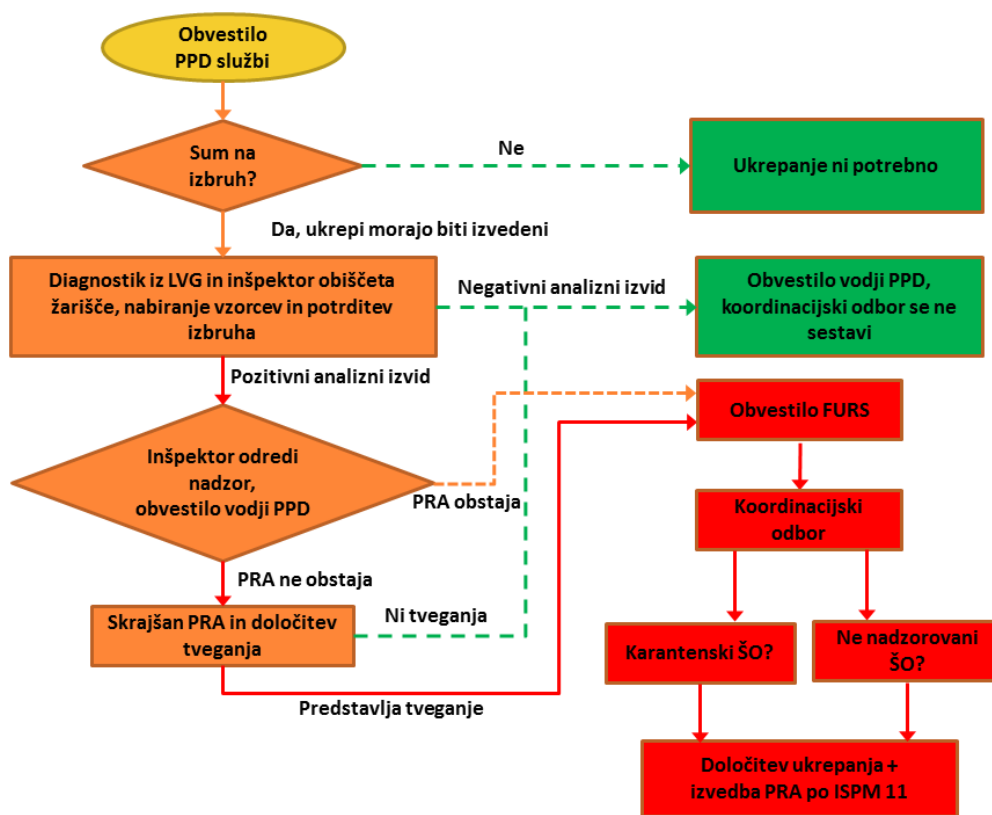 Obvestilo
PPD službi
Sum na
izbruh?
Ne
Ukrepanje ni potrebno
Da, ukrepi morajo biti izvedeni
Diagnostik iz LVG in inšpektor obiščeta
žarišče, nabiranje vzorcev in potrditev
izbruha
Negativni analizni izvid
Obvestilo vodji PPD,
koordinacijski odbor se ne
sestavi
Pozitivni analizni izvid
Obvestilo FURS
Inšpektor odredi
nadzor,
obvestilo vodji PPD
PRA obstaja
Koordinacijski
odbor
PRA ne obstaja
Skrajšan PRA in določitev
tveganja
Ni tveganja
Karantenski ŠO?
Ne nadzorovani
ŠO?
Predstavlja tveganje
Določitev ukrepanja +
izvedba PRA po ISPM 11